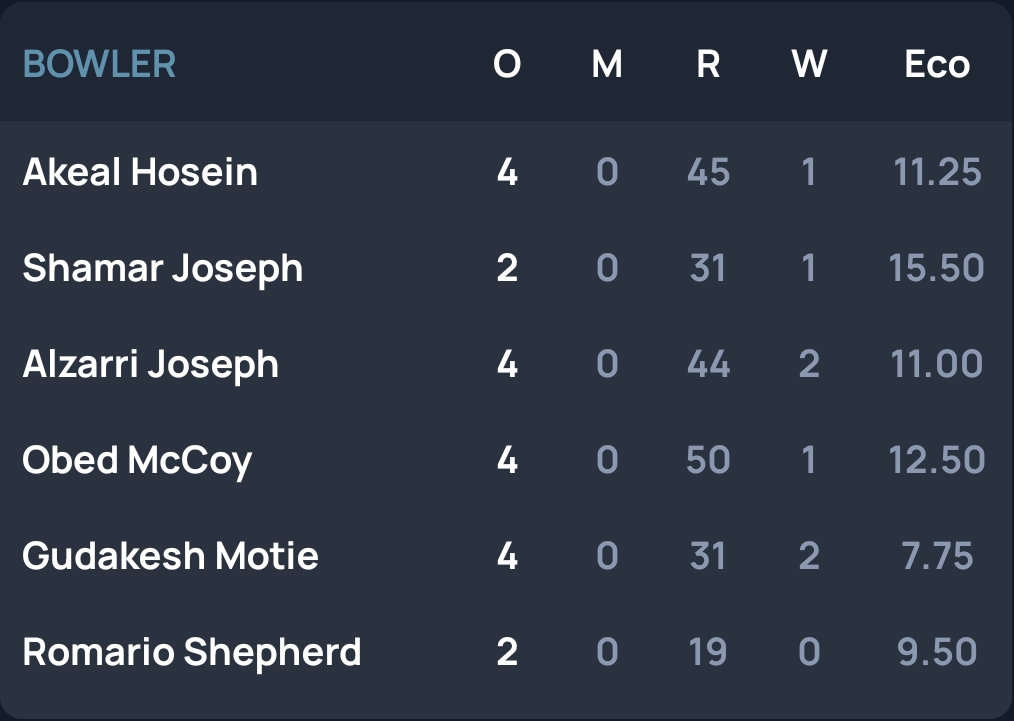 BOWLER O M R W Eco
Akeal Hosein 4 0 45 1 11.25
Shamar Joseph 2 0 31 1 15.50
Alzarri Joseph 4 0 44 2 11.00
Obed McCoy 4 0 50 1 12.50
Gudakesh Motie 4 0 31 2 7.75
Romario Shepherd 2 0 19 0 9.50